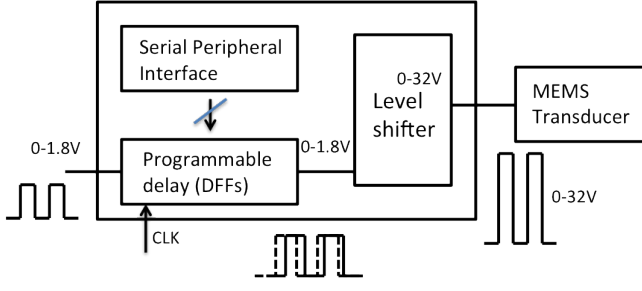 Serial Peripheral
Interface
0-32V
Level
shifter
MEMS
Transducer
0-1.8V
Programmable
delay (DFFs)
0-1.8V
0-32V
CLK